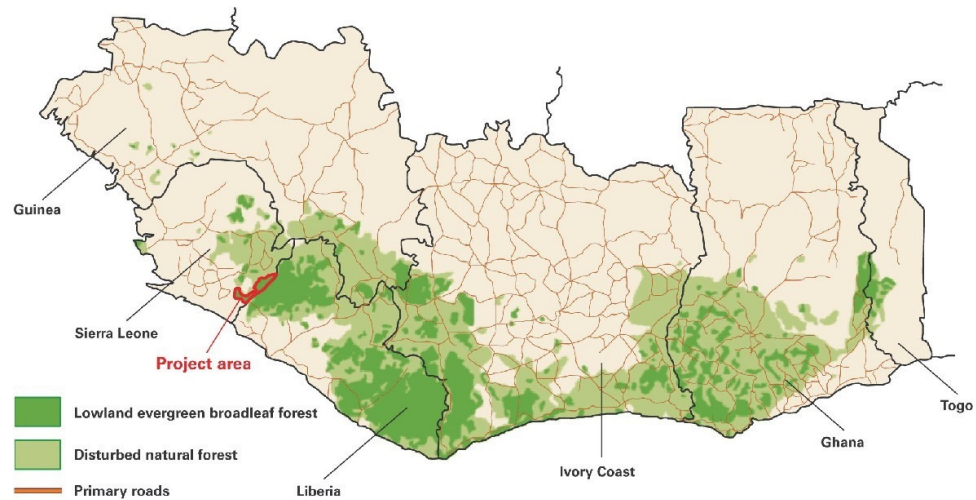 Guinea
Sierra Leone
Project area
Lowland evergreen broadleaf forest
Disturbed natural forest
Primary roads
Liberia
Ivory Coast
Ghana
Togo